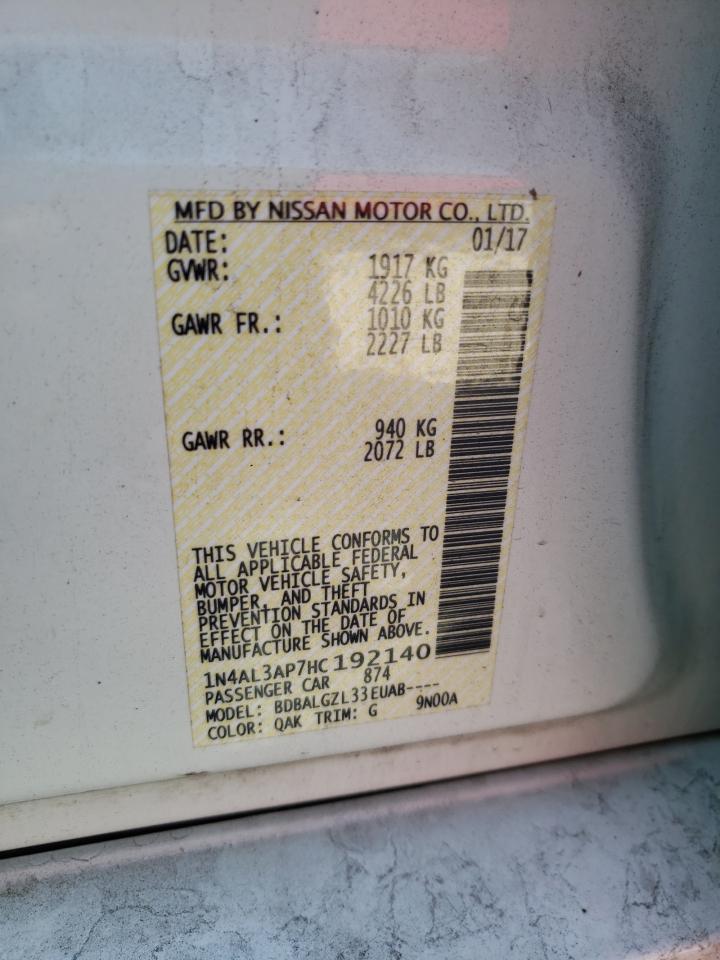 MFD BY NISSAN MOTOR CO., LTD.
DATE: 01/17
GVWR: 1917 KG
4226 LB
GAWR FR.: 1010 KG
2227 LB
GAWR RR.: 940 KG
2072 LB
THIS VEHICLE CONFORMS TO
ALL APPLICABLE FEDERAL
MOTOR VEHICLE SAFETY,
BUMPER, AND THEFT
PREVENTION STANDARDS IN
EFFECT ON THE DATE OF
MANUFACTURE SHOWN ABOVE.
1N4AL3AP7HC192140
PASSENGER CAR 874
MODEL: BDBALGZL33EUAB----
COLOR: QAK TRIM: G 9N00A